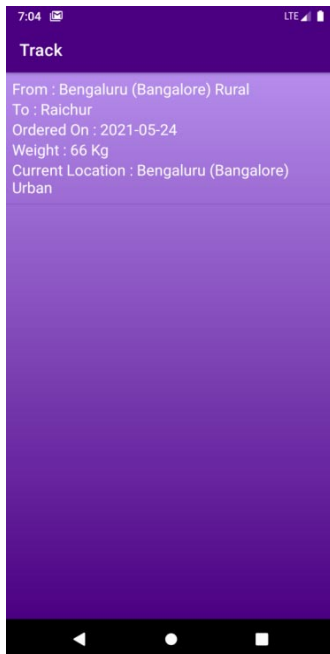 7:04
LTE
Track
From : Bengaluru (Bangalore) Rural
To : Raichur
Ordered On : 2021-05-24
Weight : 66 Kg
Current Location : Bengaluru (Bangalore)
Urban